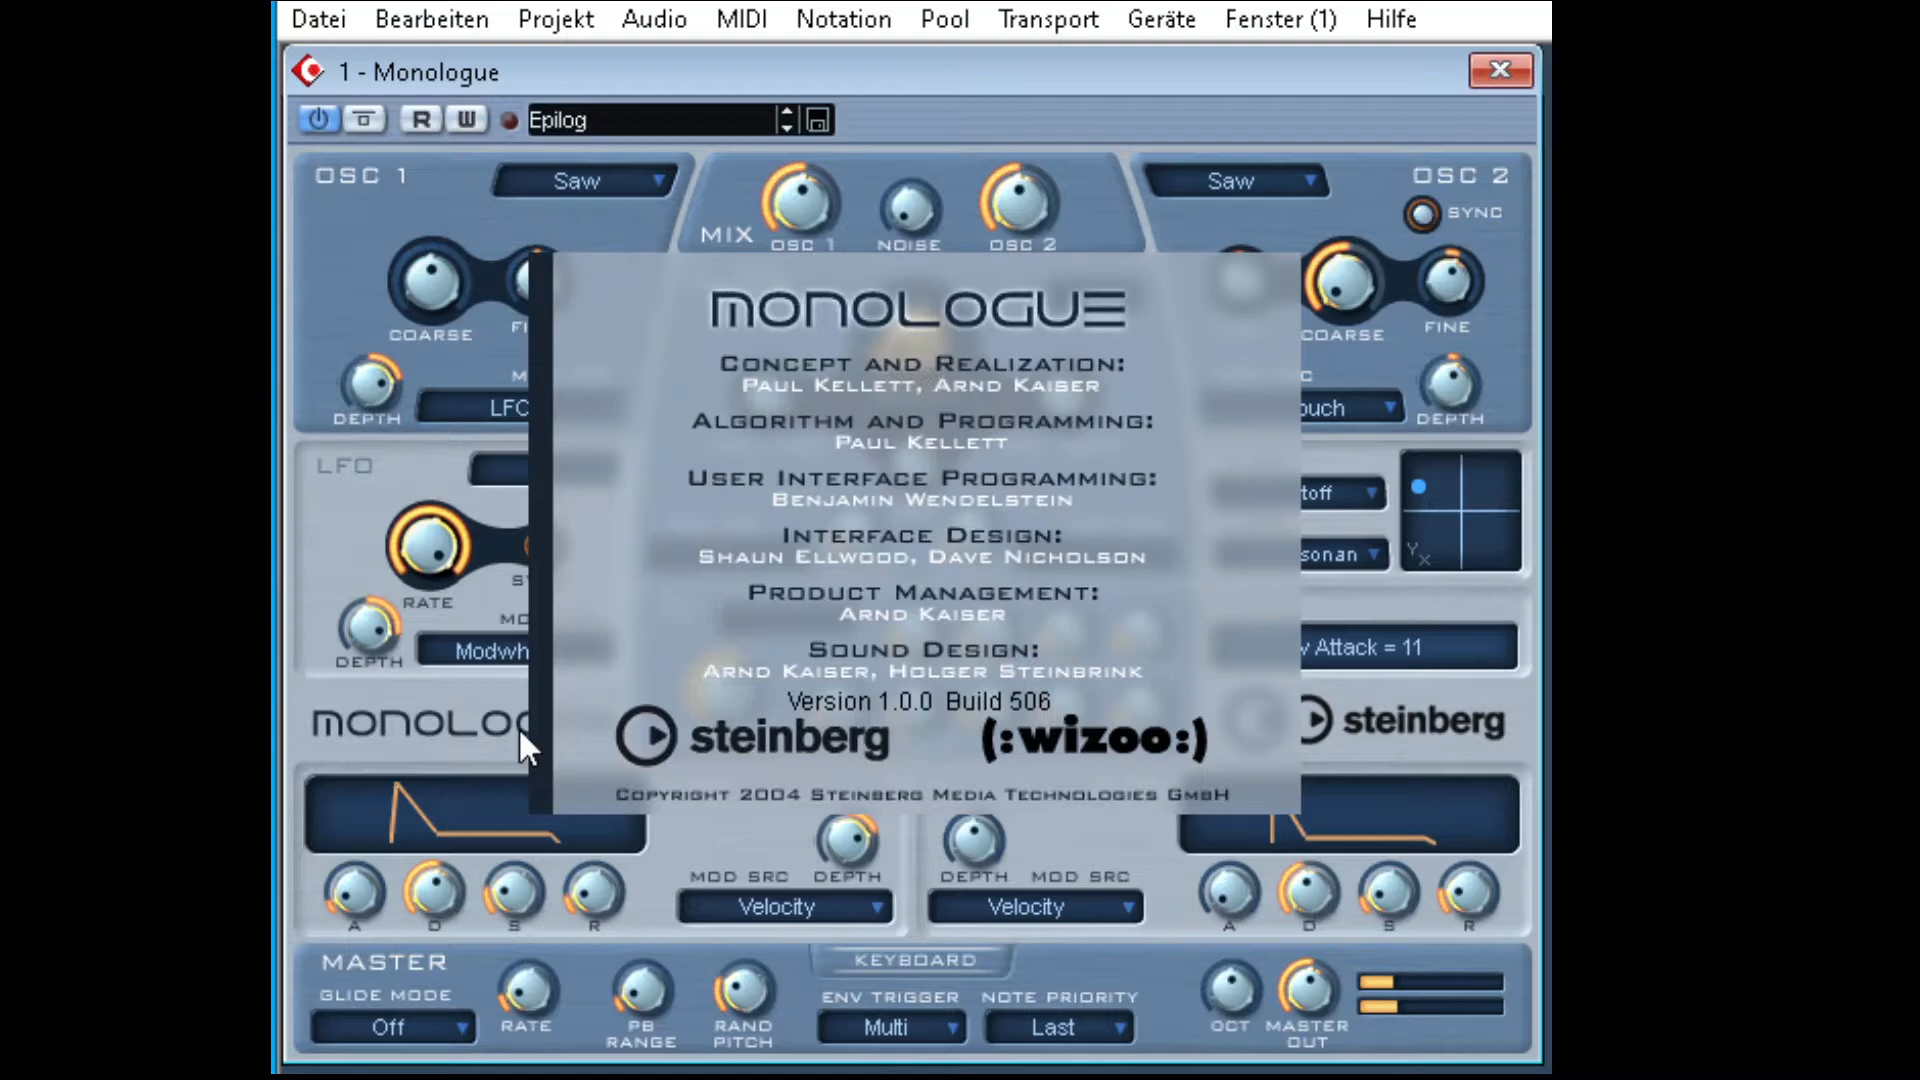 Datei Bearbeiten Projekt Audio MIDI Notation Pool Transport Geräte Fenster (1) Hilfe
1 - Monologue
R W Epilog
OSC 1 Saw
MIX OSC 1 NOISE OSC 2
Saw OSC 2
SYNC
COARSE FI
COARSE FINE
DEPTH M
LFO
DEPTH
LFO
RATE
DEPTH MO
Modwh
MONOLOGUE
CONCEPT AND REALIZATION:
PAUL KELLETT, ARND KAISER
ALGORITHM AND PROGRAMMING:
PAUL KELLETT
USER INTERFACE PROGRAMMING:
BENJAMIN WENDELSTEIN
INTERFACE DESIGN:
SHAUN ELLWOOD, DAVE NICHOLSON
PRODUCT MANAGEMENT:
ARND KAISER
SOUND DESIGN:
ARND KAISER, HOLGER STEINBRINK
Version 1.0.0 Build 506
steinberg (:wizoo:)
COPYRIGHT 2004 STEINBERG MEDIA TECHNOLOGIES GMBH
ouch
toff
sonan
Y X
Attack = 11
MONOLO
steinberg
A D S R
MOD SRC DEPTH
Velocity
DEPTH MOD SRC
Velocity
A D S R
MASTER
GLIDE MODE
Off
RATE
PB RANGE
RAND PITCH
KEYBOARD
ENV TRIGGER NOTE PRIORITY
Multi Last
OCT MASTER OUT